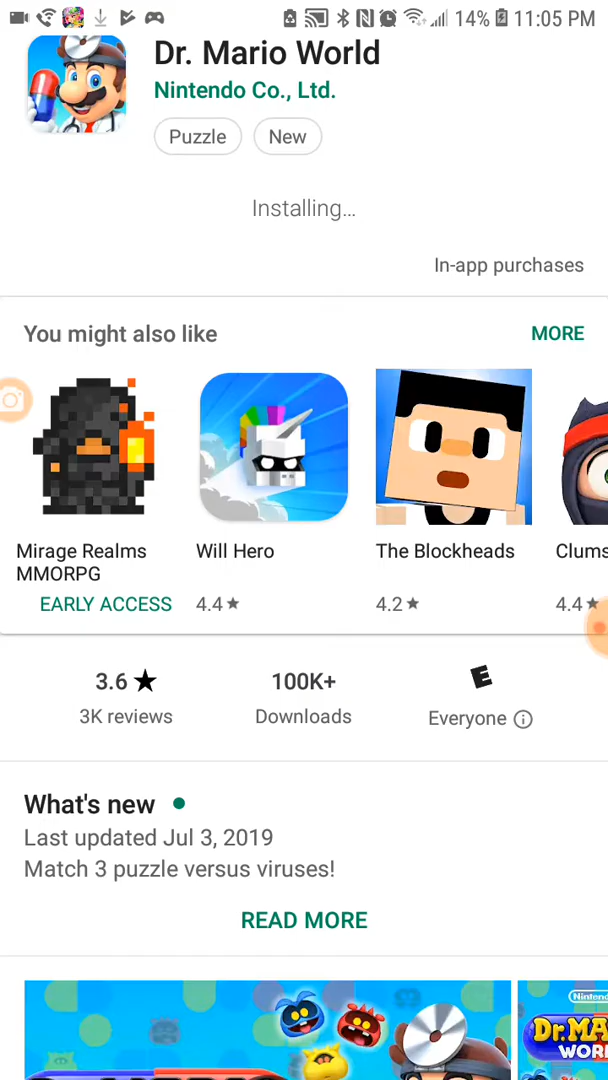 14% 11:05 PM
Dr. Mario World
Nintendo Co., Ltd.
Puzzle New
Installing...
In-app purchases
You might also like MORE
Mirage Realms MMORPG
EARLY ACCESS
Will Hero
4.4★
The Blockheads
4.2★
Clums
4.4★
3.6 ★
3K reviews
100K+
Downloads
E
Everyone
What's new
Last updated Jul 3, 2019
Match 3 puzzle versus viruses!
READ MORE
Nintendo
Dr. MA
WOR